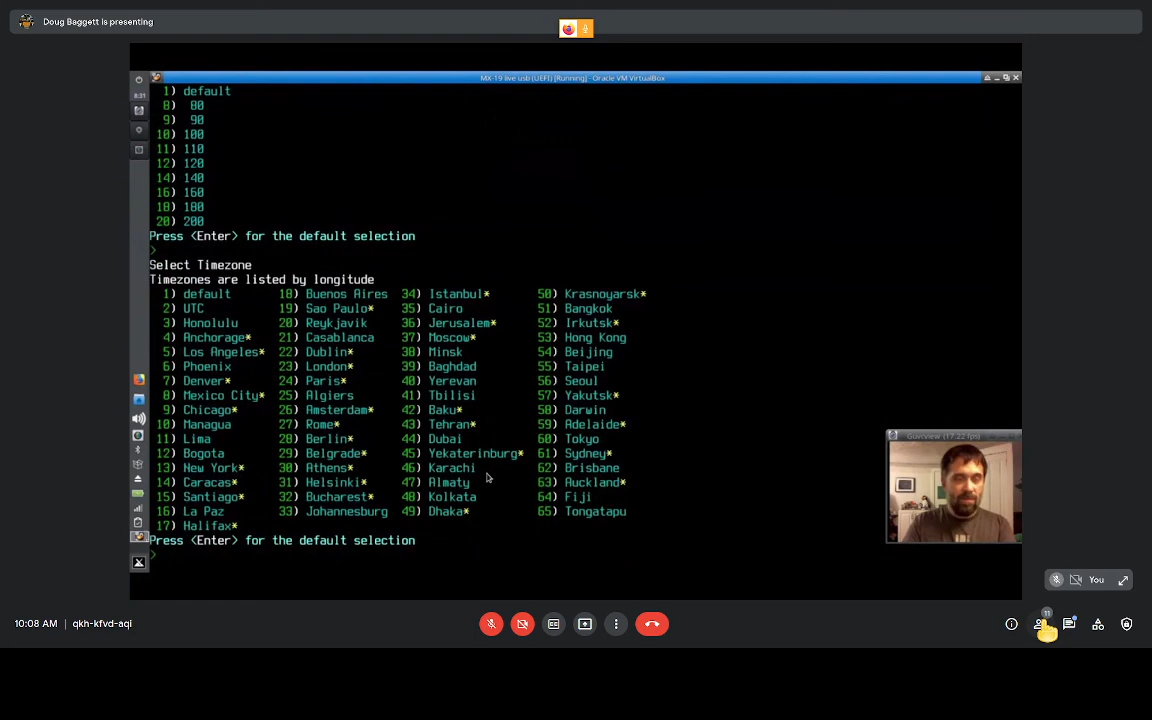 Doug Baggett is presenting
MX-19 live usb (UEFI) [Running] - Oracle VM VirtualBox
8:31
1) default
8) 80
9) 90
10) 100
11) 110
12) 120
14) 140
16) 160
18) 180
20) 200
Press <Enter> for the default selection
>
Select Timezone
Timezones are listed by longitude
1) default 18) Buenos Aires 34) Istanbul* 50) Krasnoyarsk*
2) UTC 19) Sao Paulo* 35) Cairo 51) Bangkok
3) Honolulu 20) Reykjavik 36) Jerusalem* 52) Irkutsk*
4) Anchorage* 21) Casablanca 37) Moscow* 53) Hong Kong
5) Los Angeles* 22) Dublin* 38) Minsk 54) Beijing
6) Phoenix 23) London* 39) Baghdad 55) Taipei
7) Denver* 24) Paris* 40) Yerevan 56) Seoul
8) Mexico City* 25) Algiers 41) Tbilisi 57) Yakutsk*
9) Chicago* 26) Amsterdam* 42) Baku* 58) Darwin
10) Managua 27) Rome* 43) Tehran* 59) Adelaide*
11) Lima 28) Berlin* 44) Dubai 60) Tokyo
12) Bogota 29) Belgrade* 45) Yekaterinburg* 61) Sydney*
13) New York* 30) Athens* 46) Karachi 62) Brisbane
14) Caracas* 31) Helsinki* 47) Almaty 63) Auckland*
15) Santiago* 32) Bucharest* 48) Kolkata 64) Fiji
16) La Paz 33) Johannesburg 49) Dhaka* 65) Tongatapu
17) Halifax*
Press <Enter> for the default selection
>
Guvcview (17.22 fps)
You
10:08 AM | qkh-kfvd-aqi
11